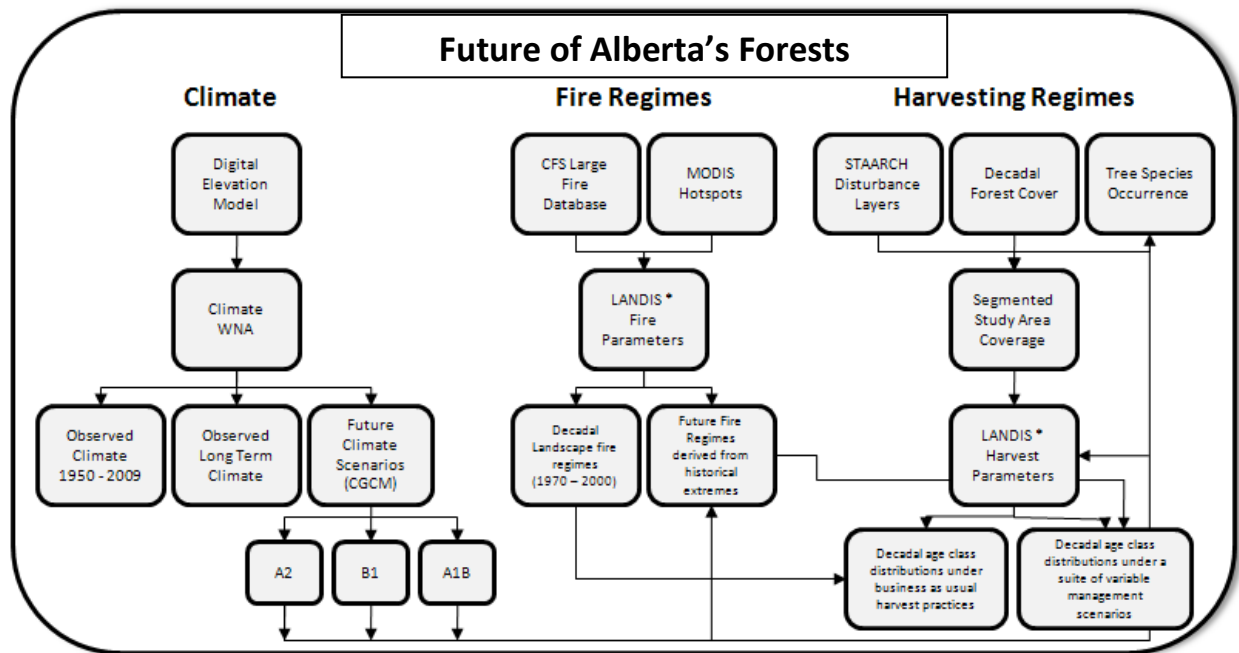 Future of Alberta's Forests
Climate
Fire Regimes
Harvesting Regimes
Digital
Elevation
Model
CFS Large
Fire
Database
MODIS
Hotspots
STAARCH
Disturbance
Layers
Decadal
Forest Cover
Tree Species
Occurrence
Climate
WNA
LANDIS *
Fire
Parameters
Segmented
Study Area
Coverage
Observed
Climate
1950 - 2009
Observed
Long Term
Climate
Future
Climate
Scenarios
(CGCM)
Decadal
Landscape fire
regimes
(1970 – 2000)
Future Fire
Regimes
derived from
historical
extremes
LANDIS *
Harvest
Parameters
A2
B1
A1B
Decadal age class
distributions under
business as usual
harvest practices
Decadal age class
distributions under a
suite of variable
management
scenarios